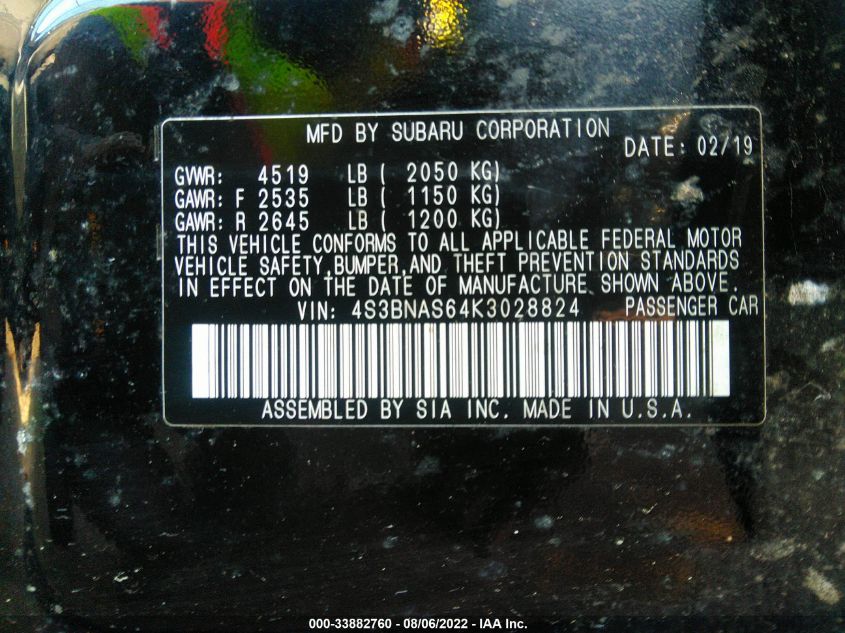 MFD BY SUBARU CORPORATION
DATE: 02/19
GVWR: 4519 LB ( 2050 KG)
GAWR: F 2535 LB ( 1150 KG)
GAWR: R 2645 LB ( 1200 KG)
THIS VEHICLE CONFORMS TO ALL APPLICABLE FEDERAL MOTOR
VEHICLE SAFETY,BUMPER,AND THEFT PREVENTION STANDARDS
IN EFFECT ON THE DATE OF MANUFACTURE SHOWN ABOVE.
VIN: 4S3BNAS64K3028824 PASSENGER CAR
ASSEMBLED BY SIA INC. MADE IN U.S.A.
000-33882760 - 08/06/2022 - IAA Inc.